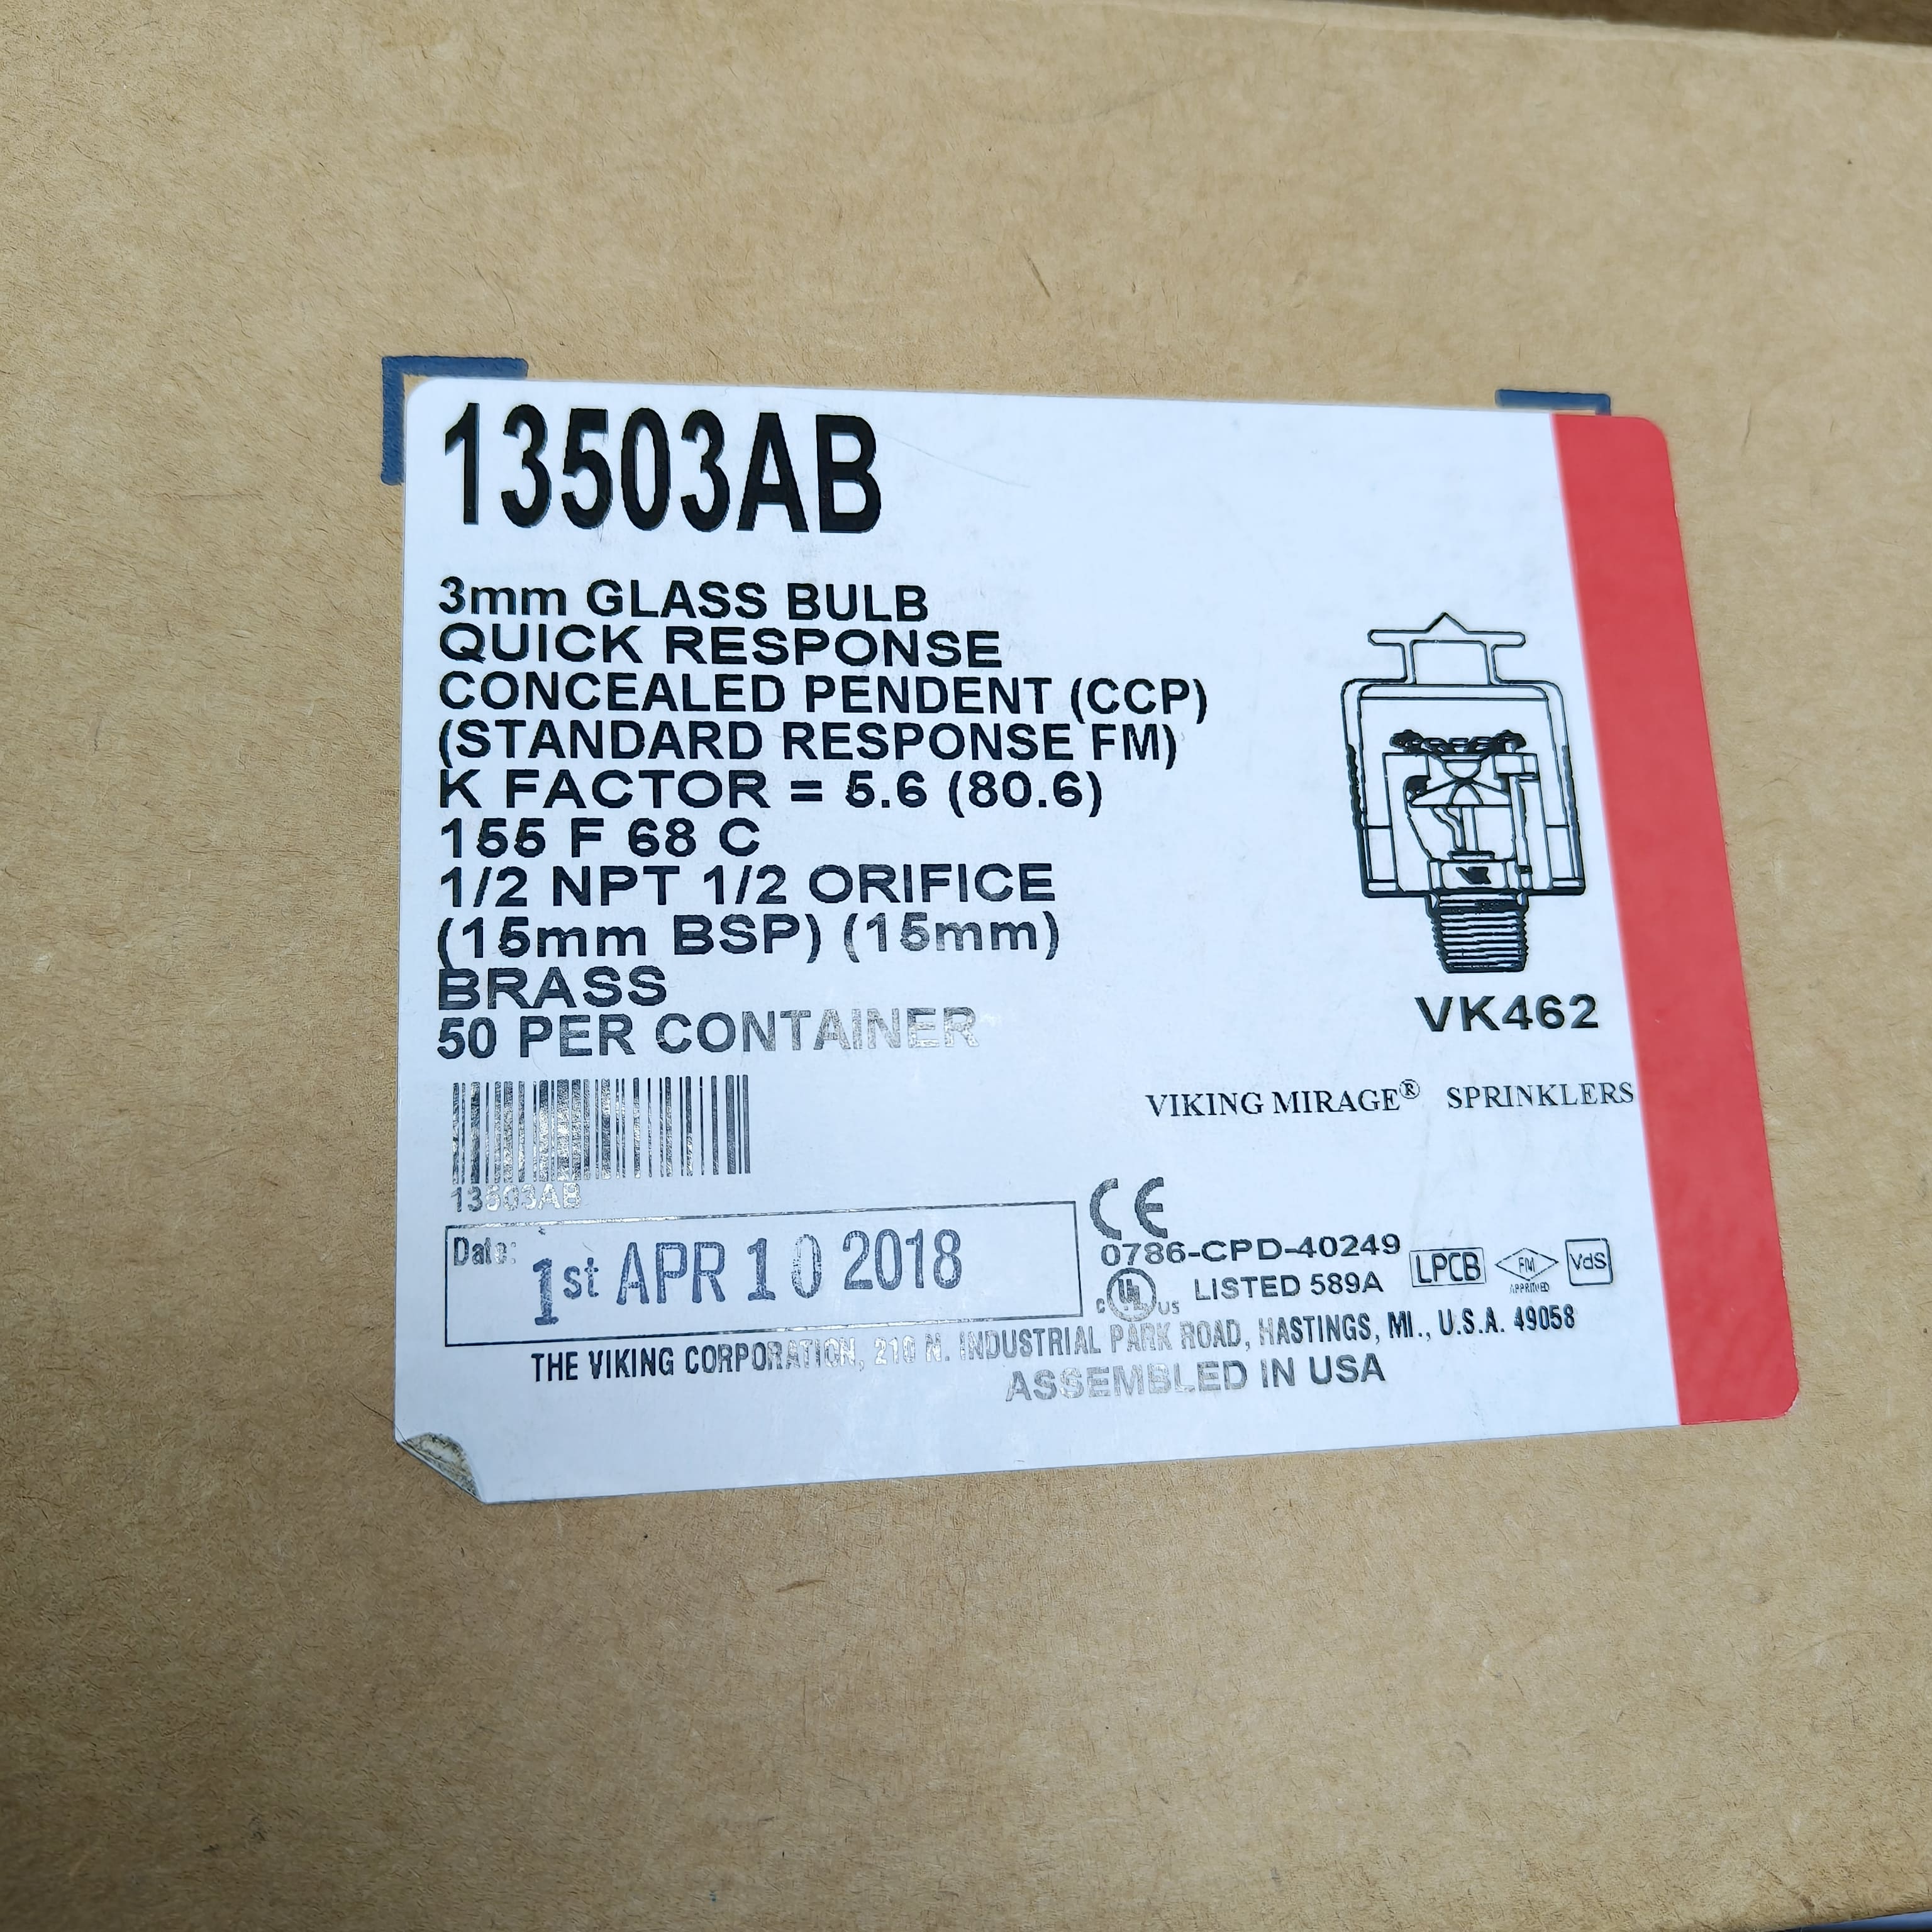 13503AB
3mm GLASS BULB
QUICK RESPONSE
CONCEALED PENDENT (CCP)
(STANDARD RESPONSE FM)
K FACTOR = 5.6 (80.6)
155 F 68 C
1/2 NPT 1/2 ORIFICE
(15mm BSP) (15mm)
BRASS
50 PER CONTAINER
VK462
VIKING MIRAGE® SPRINKLERS
13503AB
Date: 1st APR 10 2018
CE
0786-CPD-40249
c UL us LISTED 589A
LPCB
FM
APPROVED
VdS
THE VIKING CORPORATION, 210 N. INDUSTRIAL PARK ROAD, HASTINGS, MI., U.S.A. 49058
ASSEMBLED IN USA